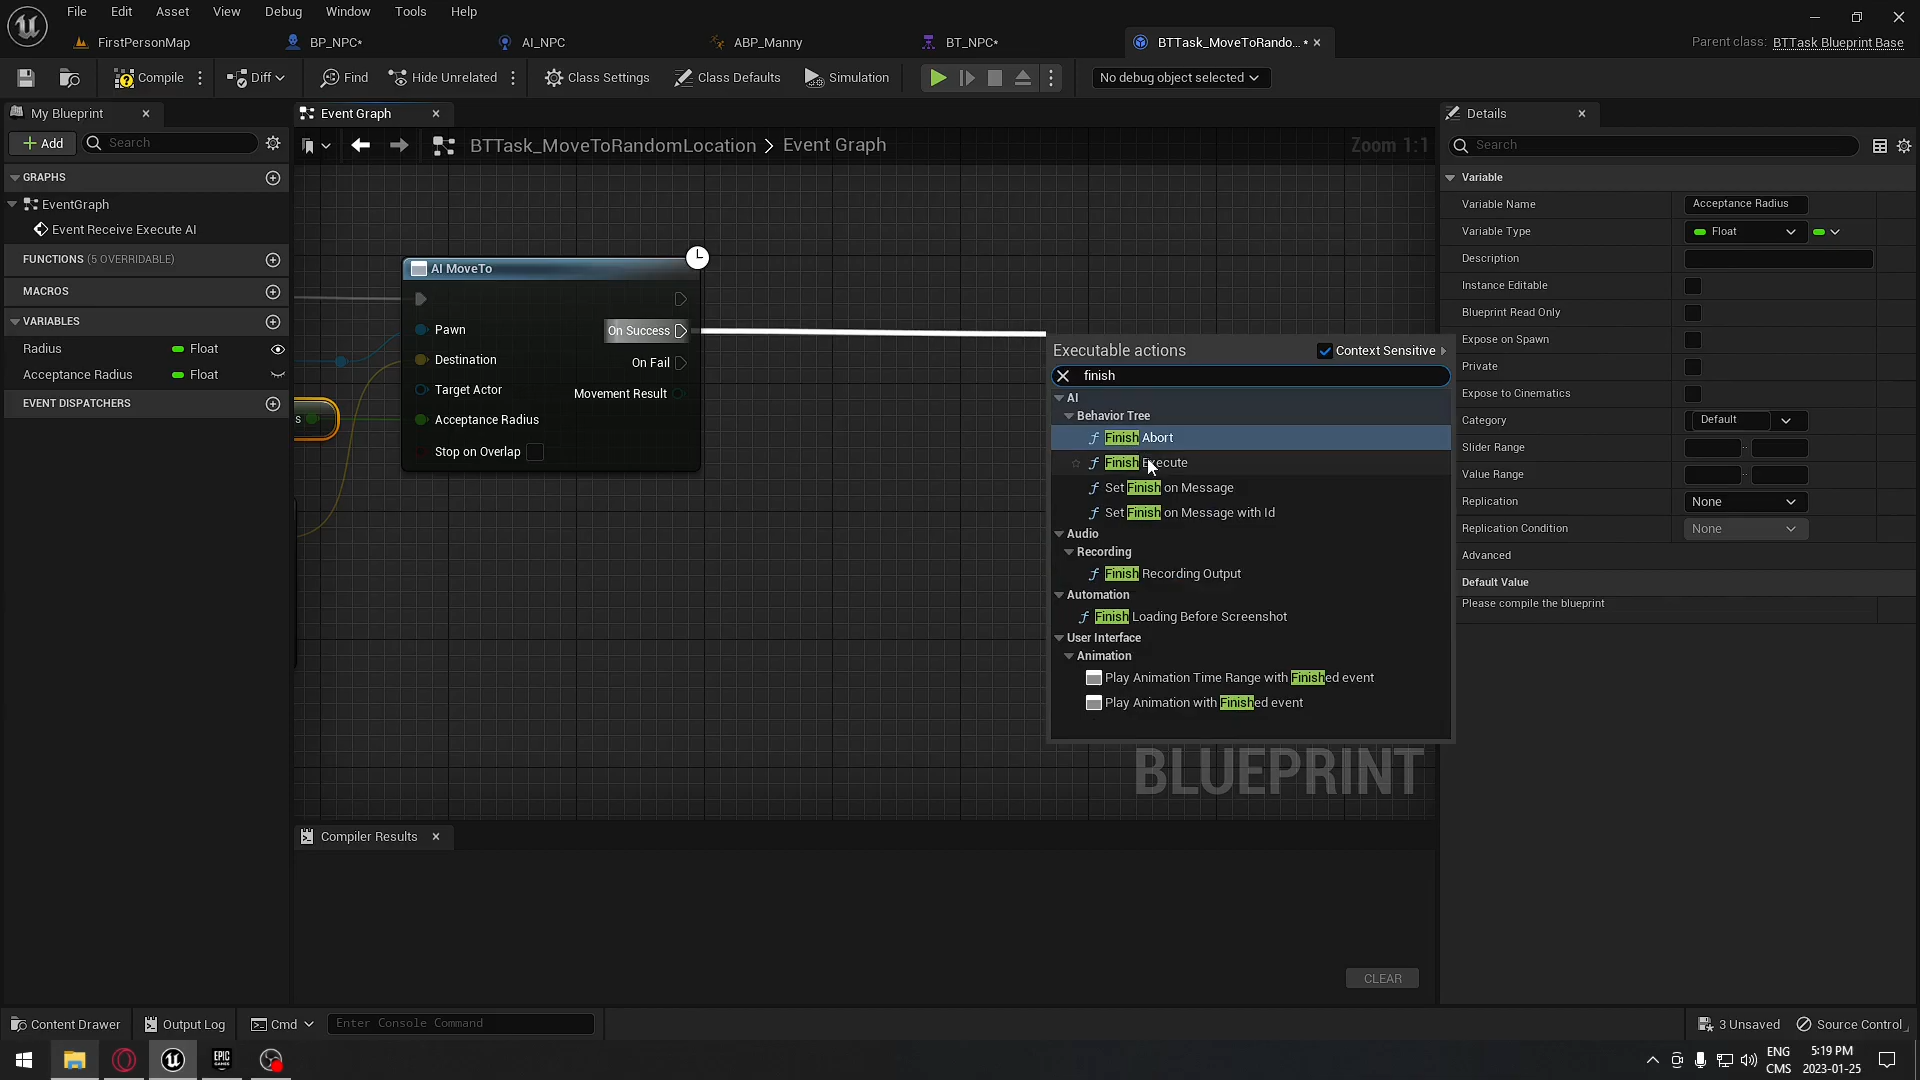 File Edit Asset View Debug Window Tools Help
FirstPersonMap BP_NPC* AI_NPC ABP_Manny BT_NPC* BTTask_MoveToRando... * Parent class: BTTask Blueprint Base
Compile Diff Find Hide Unrelated Class Settings Class Defaults Simulation No debug object selected
My Blueprint Event Graph Details
Add Search BTTask_MoveToRandomLocation > Event Graph Zoom 1:1 Search
GRAPHS
Variable
EventGraph
Variable Name Acceptance Radius
Event Receive Execute AI
Variable Type Float
FUNCTIONS (5 OVERRIDABLE)
Description
MACROS
Instance Editable
VARIABLES
Blueprint Read Only
Radius Float
Expose on Spawn
Acceptance Radius Float
Private
Expose to Cinematics
EVENT DISPATCHERS
Category Default
Slider Range
Value Range
Replication None
Replication Condition None
Advanced
Default Value
Please compile the blueprint
AI MoveTo
Pawn On Success
Destination On Fail
Target Actor Movement Result
s Acceptance Radius
Stop on Overlap
Executable actions Context Sensitive
finish
AI
Behavior Tree
f Finish Abort
f Finish Execute
f Set Finish on Message
f Set Finish on Message with Id
Audio
Recording
f Finish Recording Output
Automation
f Finish Loading Before Screenshot
User Interface
Animation
Play Animation Time Range with Finished event
Play Animation with Finished event
BLUEPRINT
Compiler Results
CLEAR
Content Drawer Output Log Cmd Enter Console Command 3 Unsaved Source Control
EPIC GAMES
ENG 5:19 PM
CMS 2023-01-25